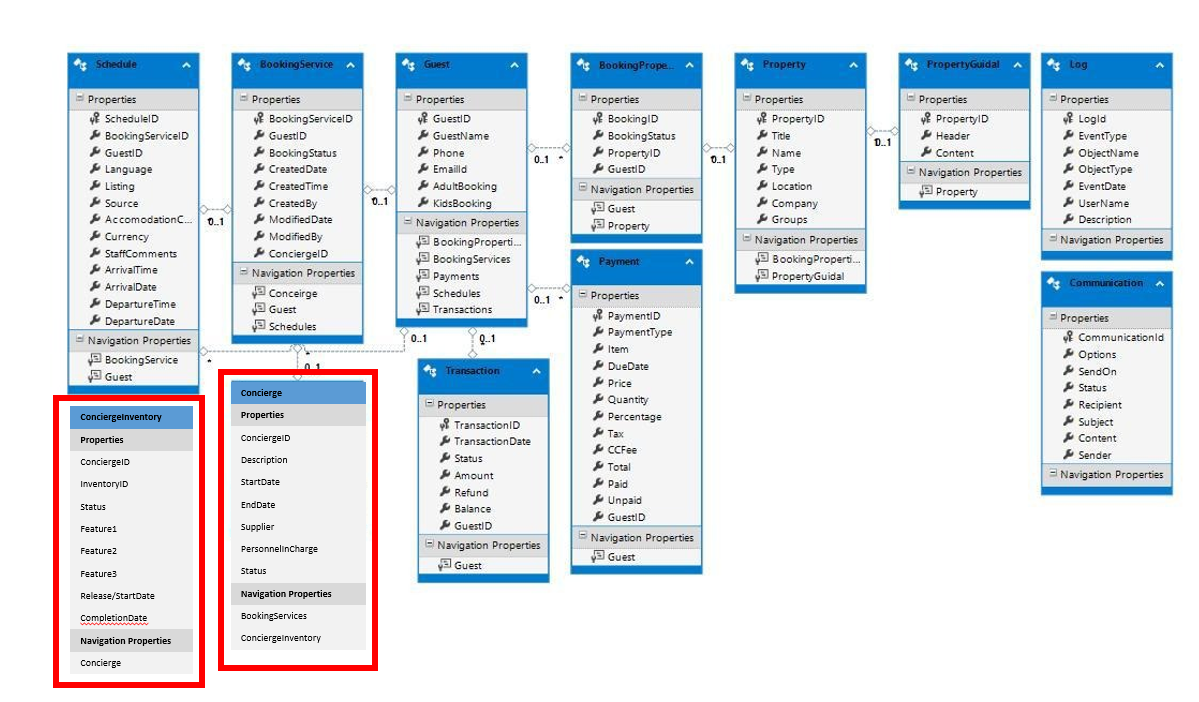 Schedule
Properties
ScheduleID
BookingServiceID
GuestID
Language
Listing
Source
AccomodationC...
Currency
StaffComments
ArrivalTime
ArrivalDate
DepartureTime
DepartureDate
Navigation Properties
BookingService
Guest
BookingService
Properties
BookingServiceID
GuestID
BookingStatus
CreatedDate
CreatedTime
CreatedBy
ModifiedDate
ModifiedBy
ConciergeID
Navigation Properties
Conceirge
Guest
Schedules
Guest
Properties
GuestID
GuestName
Phone
EmailId
AdultBooking
KidsBooking
Navigation Properties
BookingProperti...
BookingServices
Payments
Schedules
Transactions
BookingPrope...
Properties
BookingID
BookingStatus
PropertyID
GuestID
Navigation Properties
Guest
Property
Property
Properties
PropertyID
Title
Name
Type
Location
Company
Groups
Navigation Properties
BookingProperti...
PropertyGuidal
PropertyGuidal
Properties
PropertyID
Header
Content
Navigation Properties
Property
Log
Properties
LogId
EventType
ObjectName
ObjectType
EventDate
UserName
Description
Navigation Properties
Payment
Properties
PaymentID
PaymentType
Item
DueDate
Price
Quantity
Percentage
Tax
CCFee
Total
Paid
Unpaid
GuestID
Navigation Properties
Guest
Communication
Properties
CommunicationId
Options
SendOn
Status
Recipient
Subject
Content
Sender
Navigation Properties
Transaction
Properties
TransactionID
TransactionDate
Status
Amount
Refund
Balance
GuestID
Navigation Properties
Guest
Concierge
Properties
ConciergeID
Description
StartDate
EndDate
Supplier
PersonnelInCharge
Status
Navigation Properties
BookingServices
ConciergeInventory
ConciergeInventory
Properties
ConciergeID
InventoryID
Status
Feature1
Feature2
Feature3
Release/StartDate
CompletionDate
Navigation Properties
Concierge
0..1
0..1
0..1 *
0..1
0..1
0..1 *
*
0..1
0..1
*
0..1